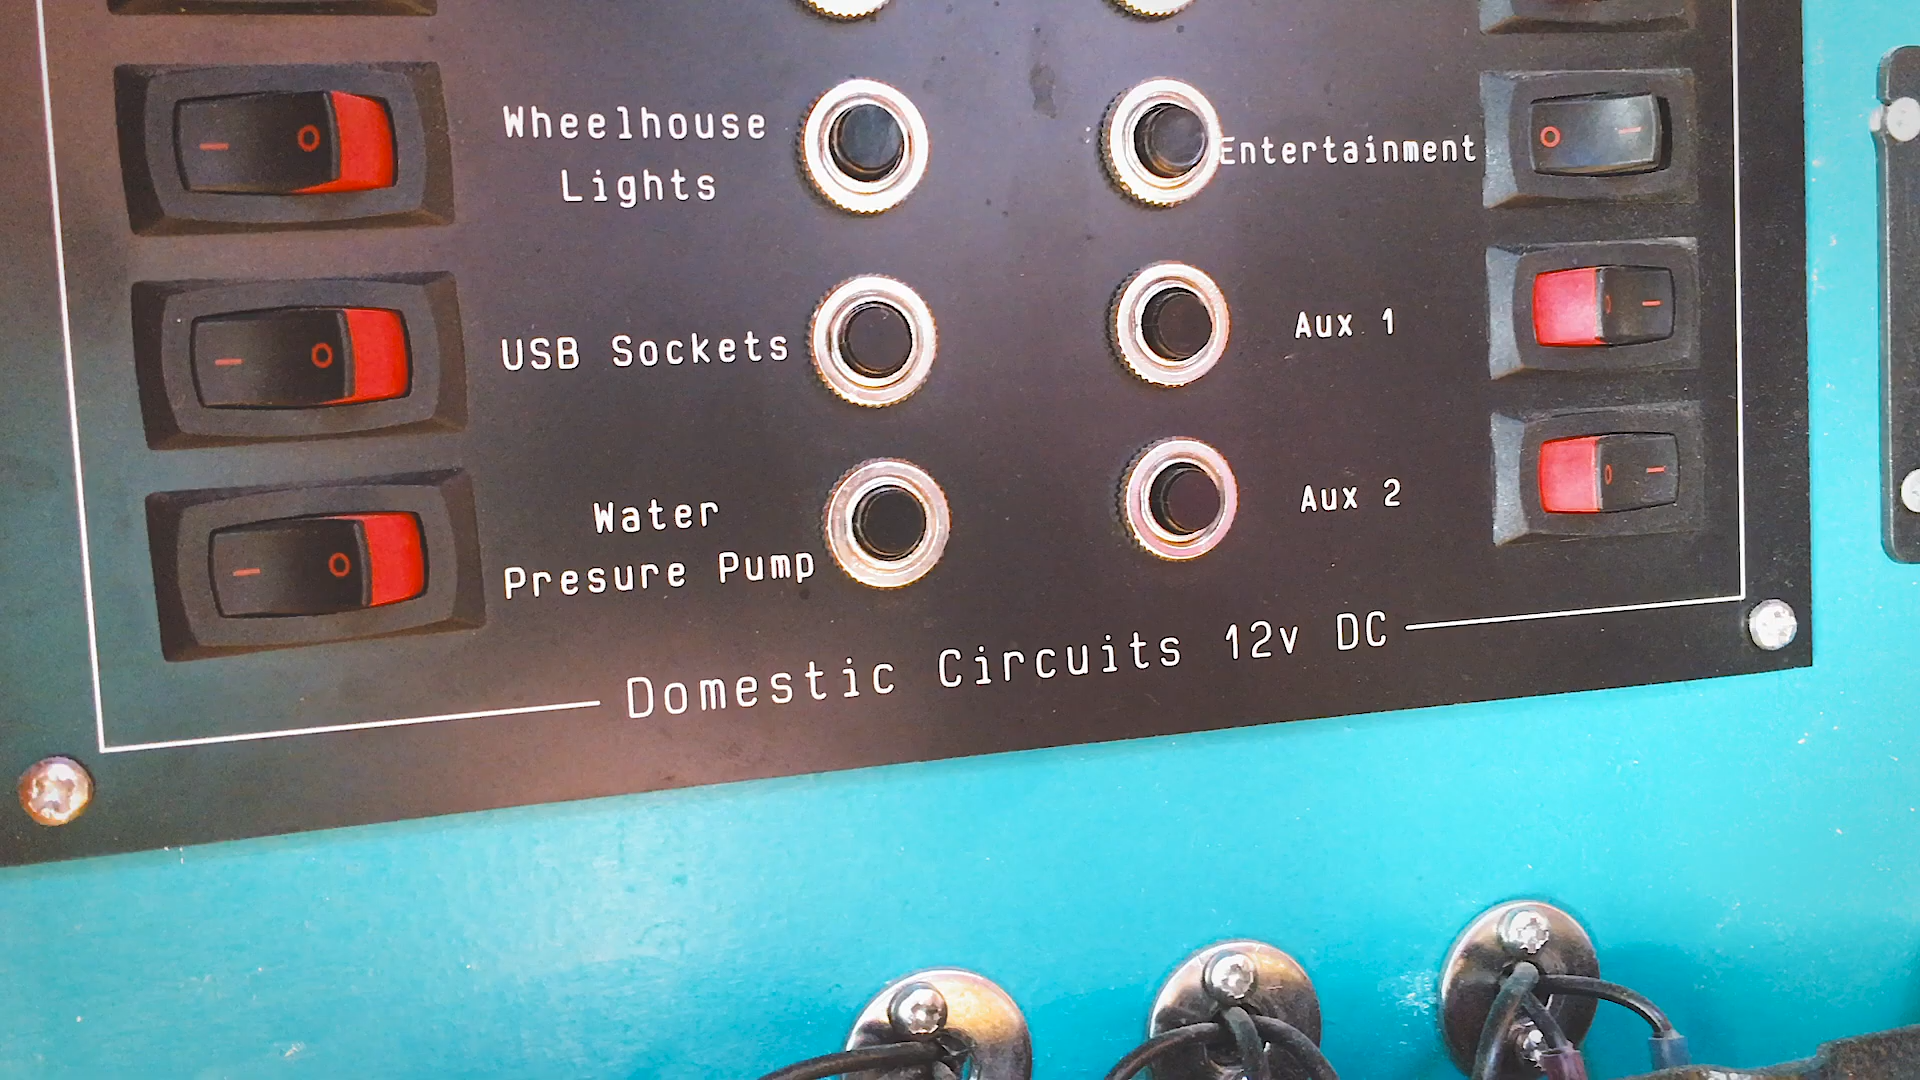 Wheelhouse
Lights
Entertainment
USB Sockets
Aux 1
Water
Presure Pump
Aux 2
Domestic Circuits 12v DC